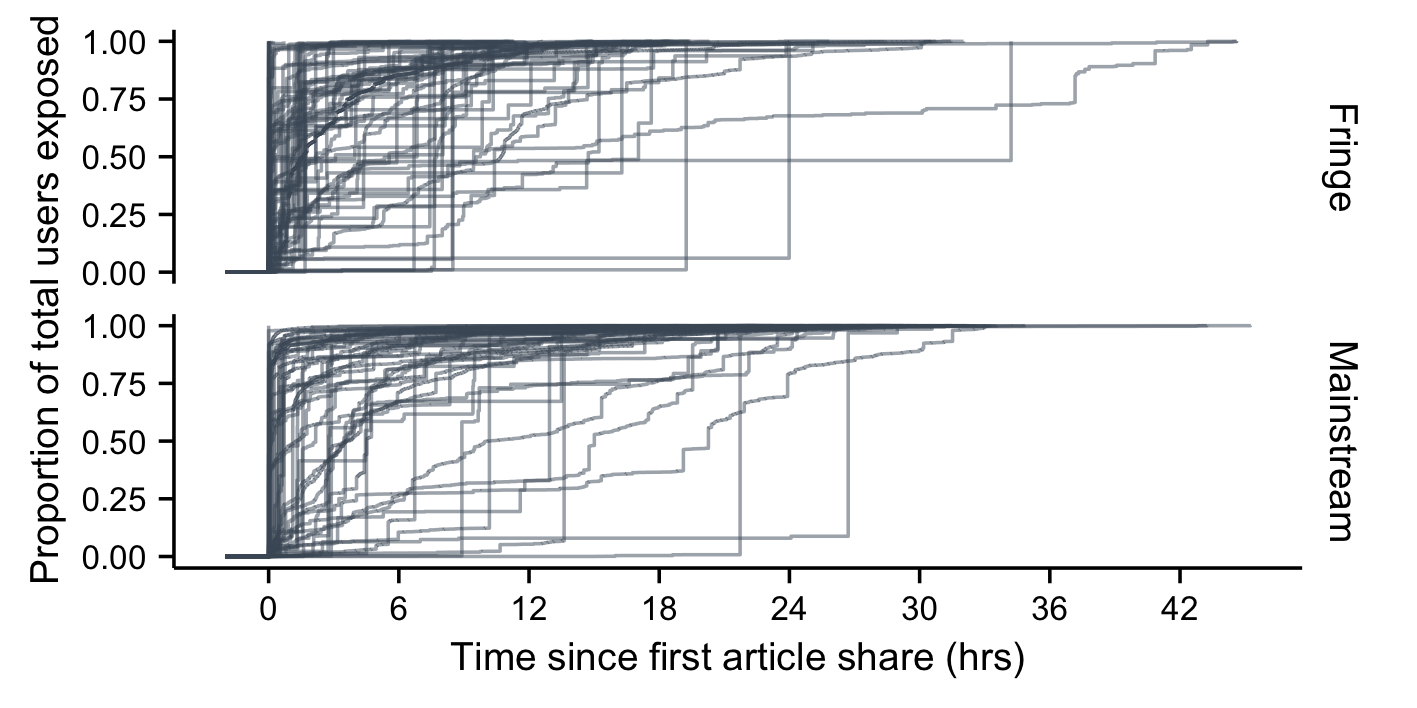 Proportion of total users exposed
1.00
0.75
0.50
0.25
0.00
Fringe
1.00
0.75
0.50
0.25
0.00
Mainstream
0 6 12 18 24 30 36 42
Time since first article share (hrs)